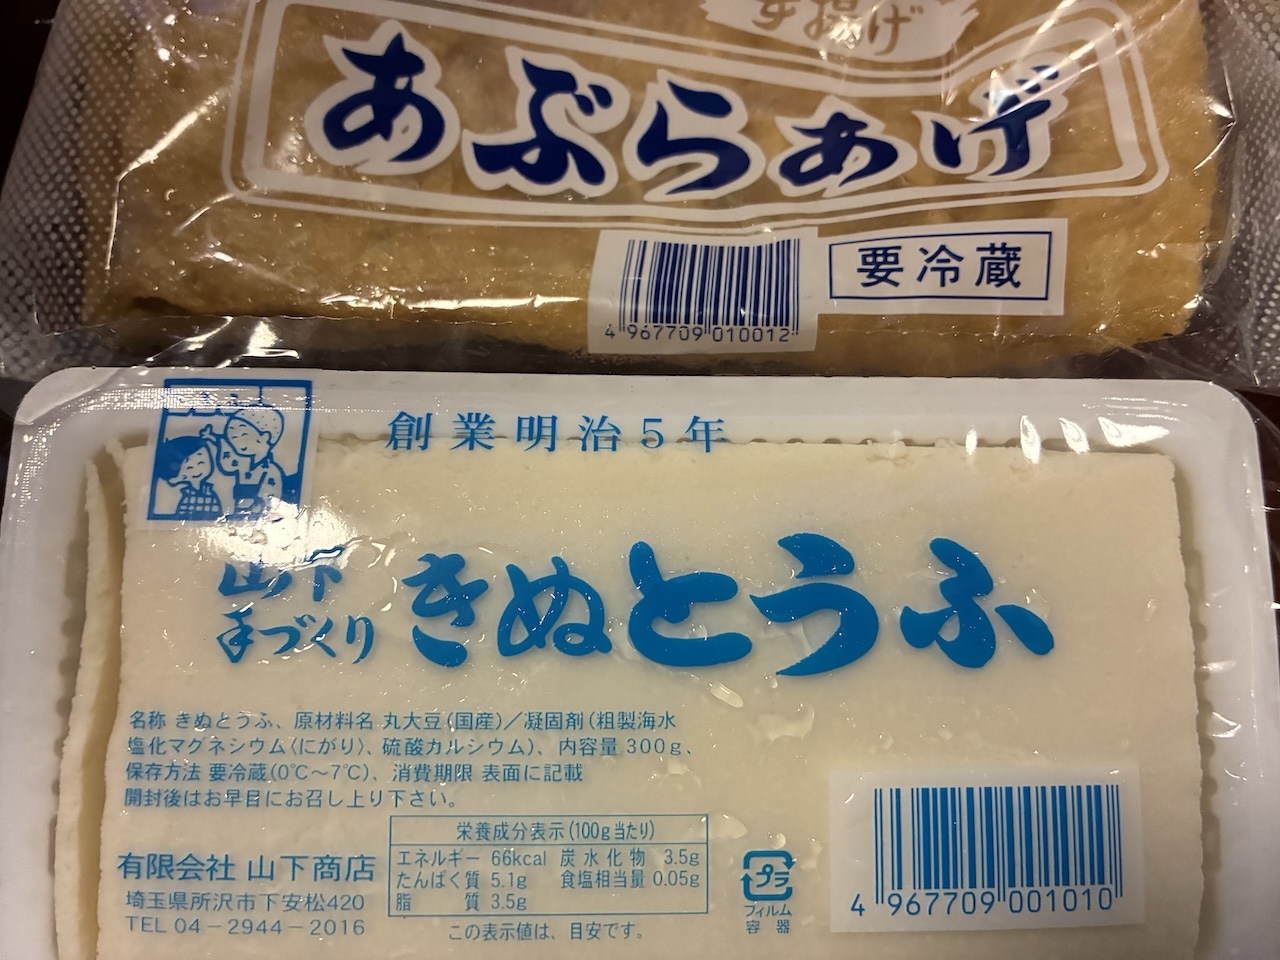 手揚げ
あぶらあげ
要冷蔵
4 967709 010012
創業明治5年
山下
手づくり
きぬとうふ
名称 きぬとうふ、原材料名 丸大豆(国産)/凝固剤(粗製海水
塩化マグネシウム〈にがり〉、硫酸カルシウム)、内容量 300g、
保存方法 要冷蔵(0℃~7℃)、消費期限 表面に記載
開封後はお早目にお召し上り下さい。
有限会社 山下商店
埼玉県所沢市下安松420
TEL 04-2944-2016
栄養成分表示(100g当たり)
エネルギー 66kcal 炭水化物 3.5g
たんぱく質 5.1g 食塩相当量 0.05g
脂質 3.5g
この表示値は、目安です。
プラ
フィルム
容器
4 967709 001010